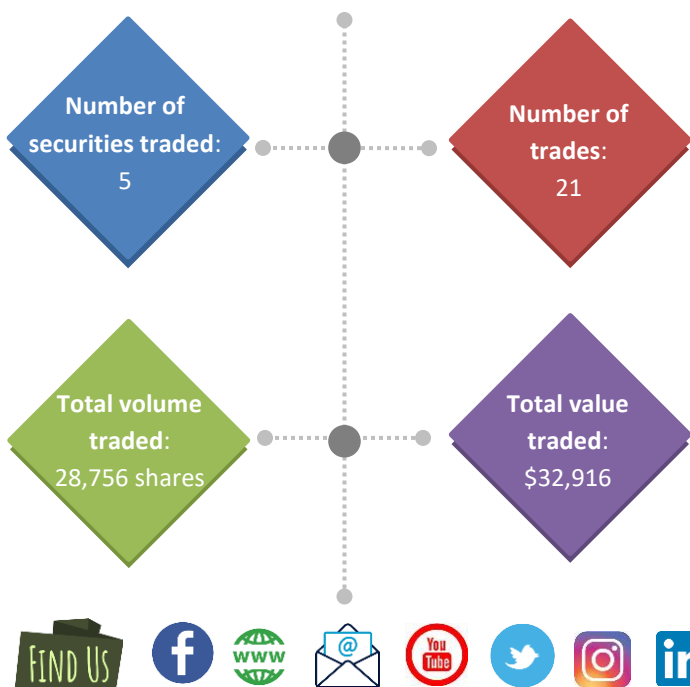 Number of
securities traded:
5
Number of
trades:
21
Total volume
traded:
28,756 shares
Total value
traded:
$32,916
FIND US
f
www
@
You
Tube
in